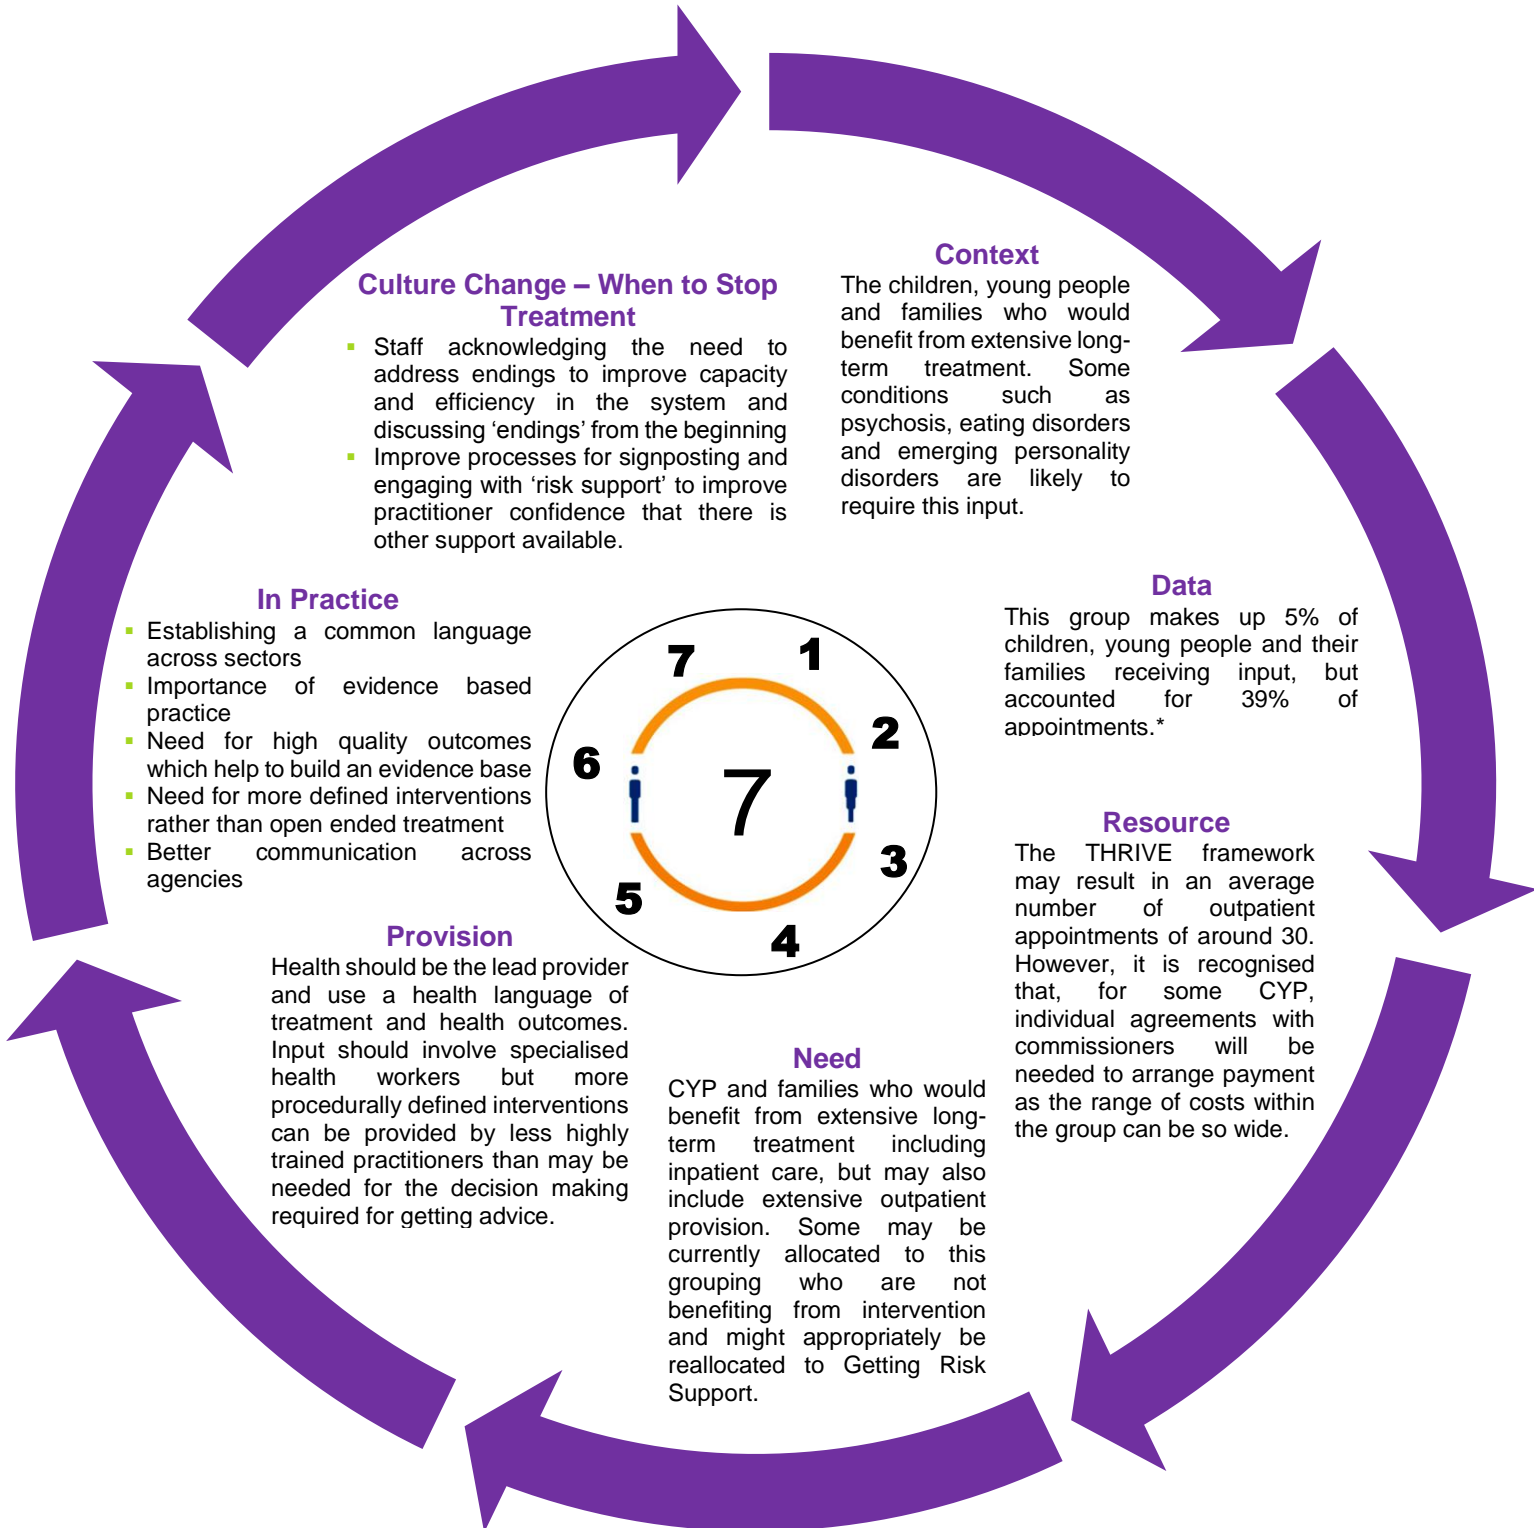 Context
The children, young people
and families who would
benefit from extensive long-
term treatment. Some
conditions such as
psychosis, eating disorders
and emerging personality
disorders are likely to
require this input.
Data
This group makes up 5% of
children, young people and their
families receiving input, but
accounted for 39% of
appointments.*
Resource
The THRIVE framework
may result in an average
number of outpatient
appointments of around 30.
However, it is recognised
that, for some CYP,
individual agreements with
commissioners will be
needed to arrange payment
as the range of costs within
the group can be so wide.
Need
CYP and families who would
benefit from extensive long-
term treatment including
inpatient care, but may also
include extensive outpatient
provision. Some may be
currently allocated to this
grouping who are not
benefiting from intervention
and might appropriately be
reallocated to Getting Risk
Support.
Provision
Health should be the lead provider
and use a health language of
treatment and health outcomes.
Input should involve specialised
health workers but more
procedurally defined interventions
can be provided by less highly
trained practitioners than may be
needed for the decision making
required for getting advice.
In Practice
▪ Establishing a common language
across sectors
▪ Importance of evidence based
practice
▪ Need for high quality outcomes
which help to build an evidence base
▪ Need for more defined interventions
rather than open ended treatment
▪ Better communication across
agencies
Culture Change – When to Stop
Treatment
▪ Staff acknowledging the need to
address endings to improve capacity
and efficiency in the system and
discussing ‘endings’ from the beginning
▪ Improve processes for signposting and
engaging with ‘risk support’ to improve
practitioner confidence that there is
other support available.
1
2
3
4
5
6
7
7